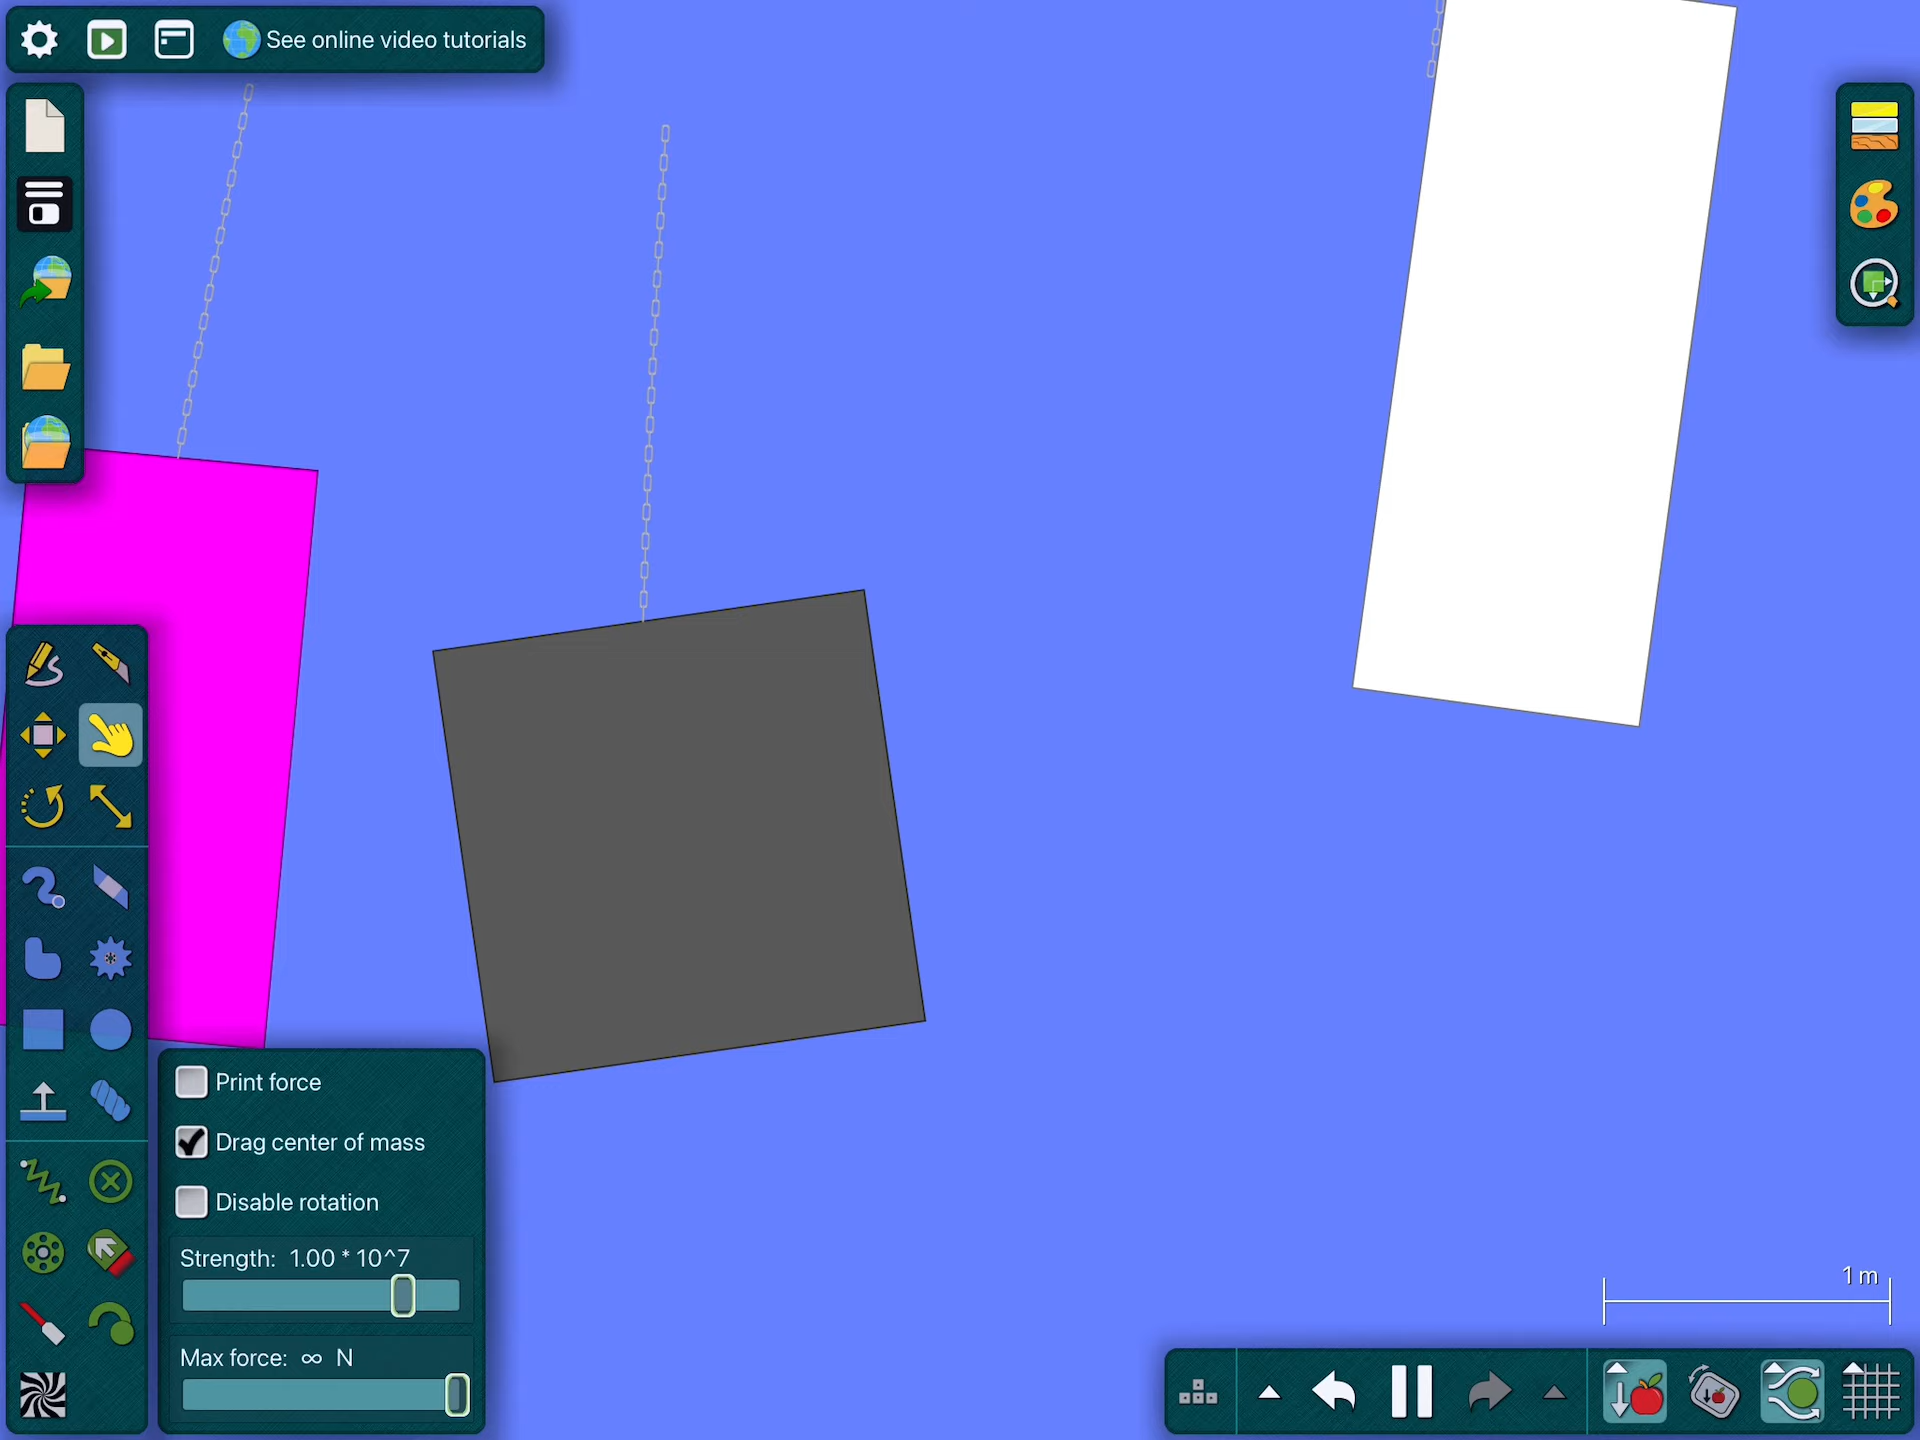 See online video tutorials
Print force
Drag center of mass
Disable rotation
Strength: 1.00 * 10^7
Max force: ∞ N
1 m